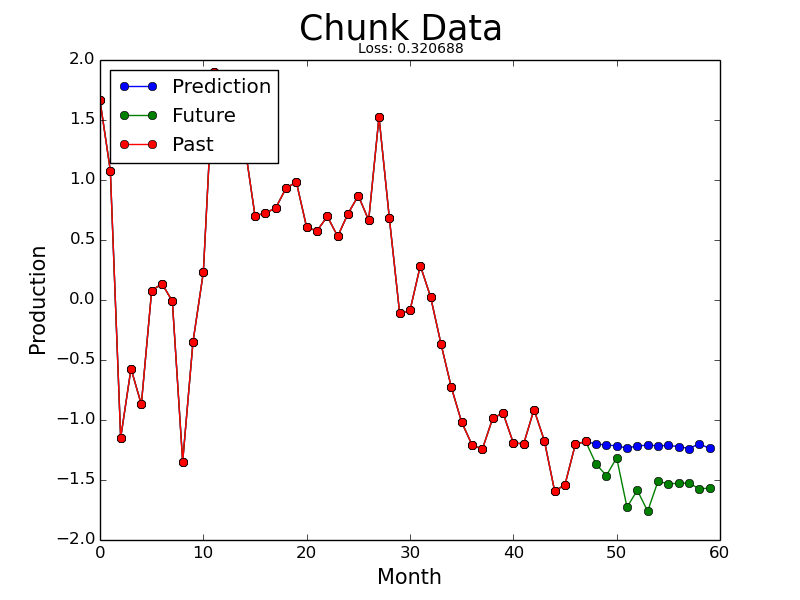 Chunk Data
Loss: 0.320688
Prediction
Future
Past
2.0
1.5
1.0
0.5
0.0
−0.5
−1.0
−1.5
−2.0
Production
0 10 20 30 40 50 60
Month